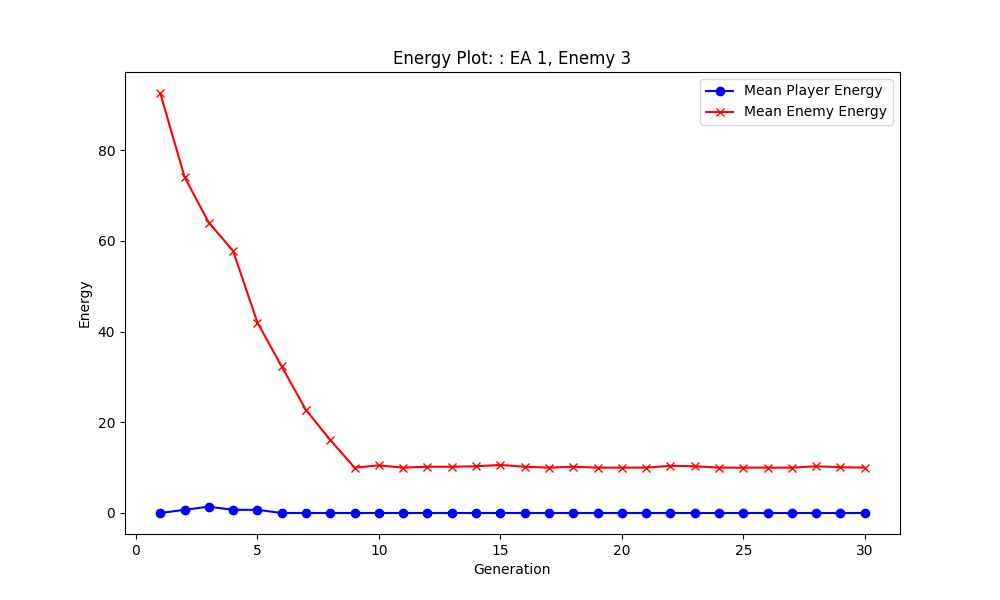 Energy Plot: : EA 1, Enemy 3
Mean Player Energy
Mean Enemy Energy
Energy
80
60
40
20
0
0 5 10 15 20 25 30
Generation